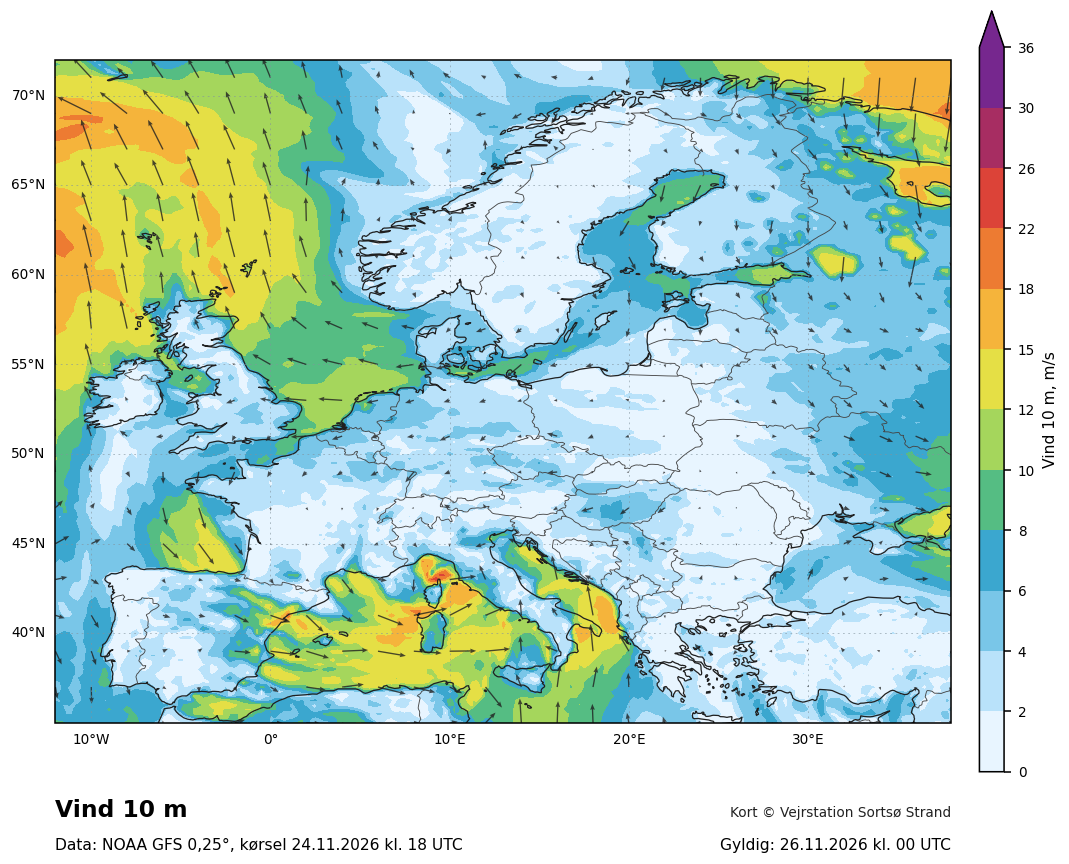 36
30
26
22
18
15
12
10
8
6
4
2
0
Vind 10 m, m/s
70°N
65°N
60°N
55°N
50°N
45°N
40°N
10°W 0° 10°E 20°E 30°E
Vind 10 m
Kort © Vejrstation Sortsø Strand
Data: NOAA GFS 0,25°, kørsel 24.11.2026 kl. 18 UTC
Gyldig: 26.11.2026 kl. 00 UTC